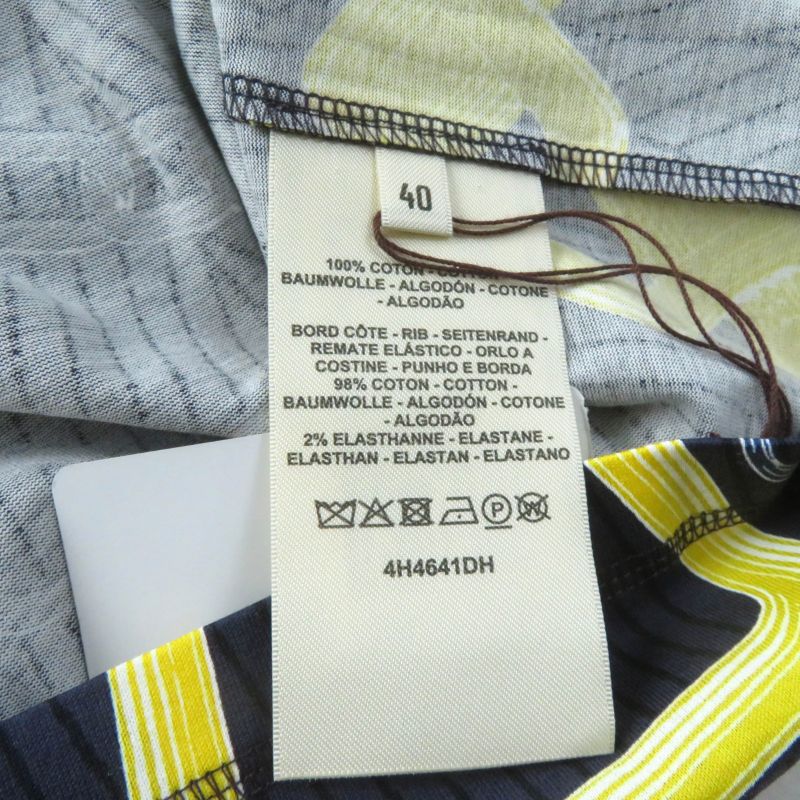 40
100% COTON - COTTON -
BAUMWOLLE - ALGODÓN - COTONE
- ALGODÃO
BORD CÔTE - RIB - SEITENRAND -
REMATE ELÁSTICO - ORLO A
COSTINE - PUNHO E BORDA
98% COTON - COTTON -
BAUMWOLLE - ALGODÓN - COTONE
- ALGODÃO
2% ELASTHANNE - ELASTANE -
ELASTHAN - ELASTAN - ELASTANO
P W
4H4641DH